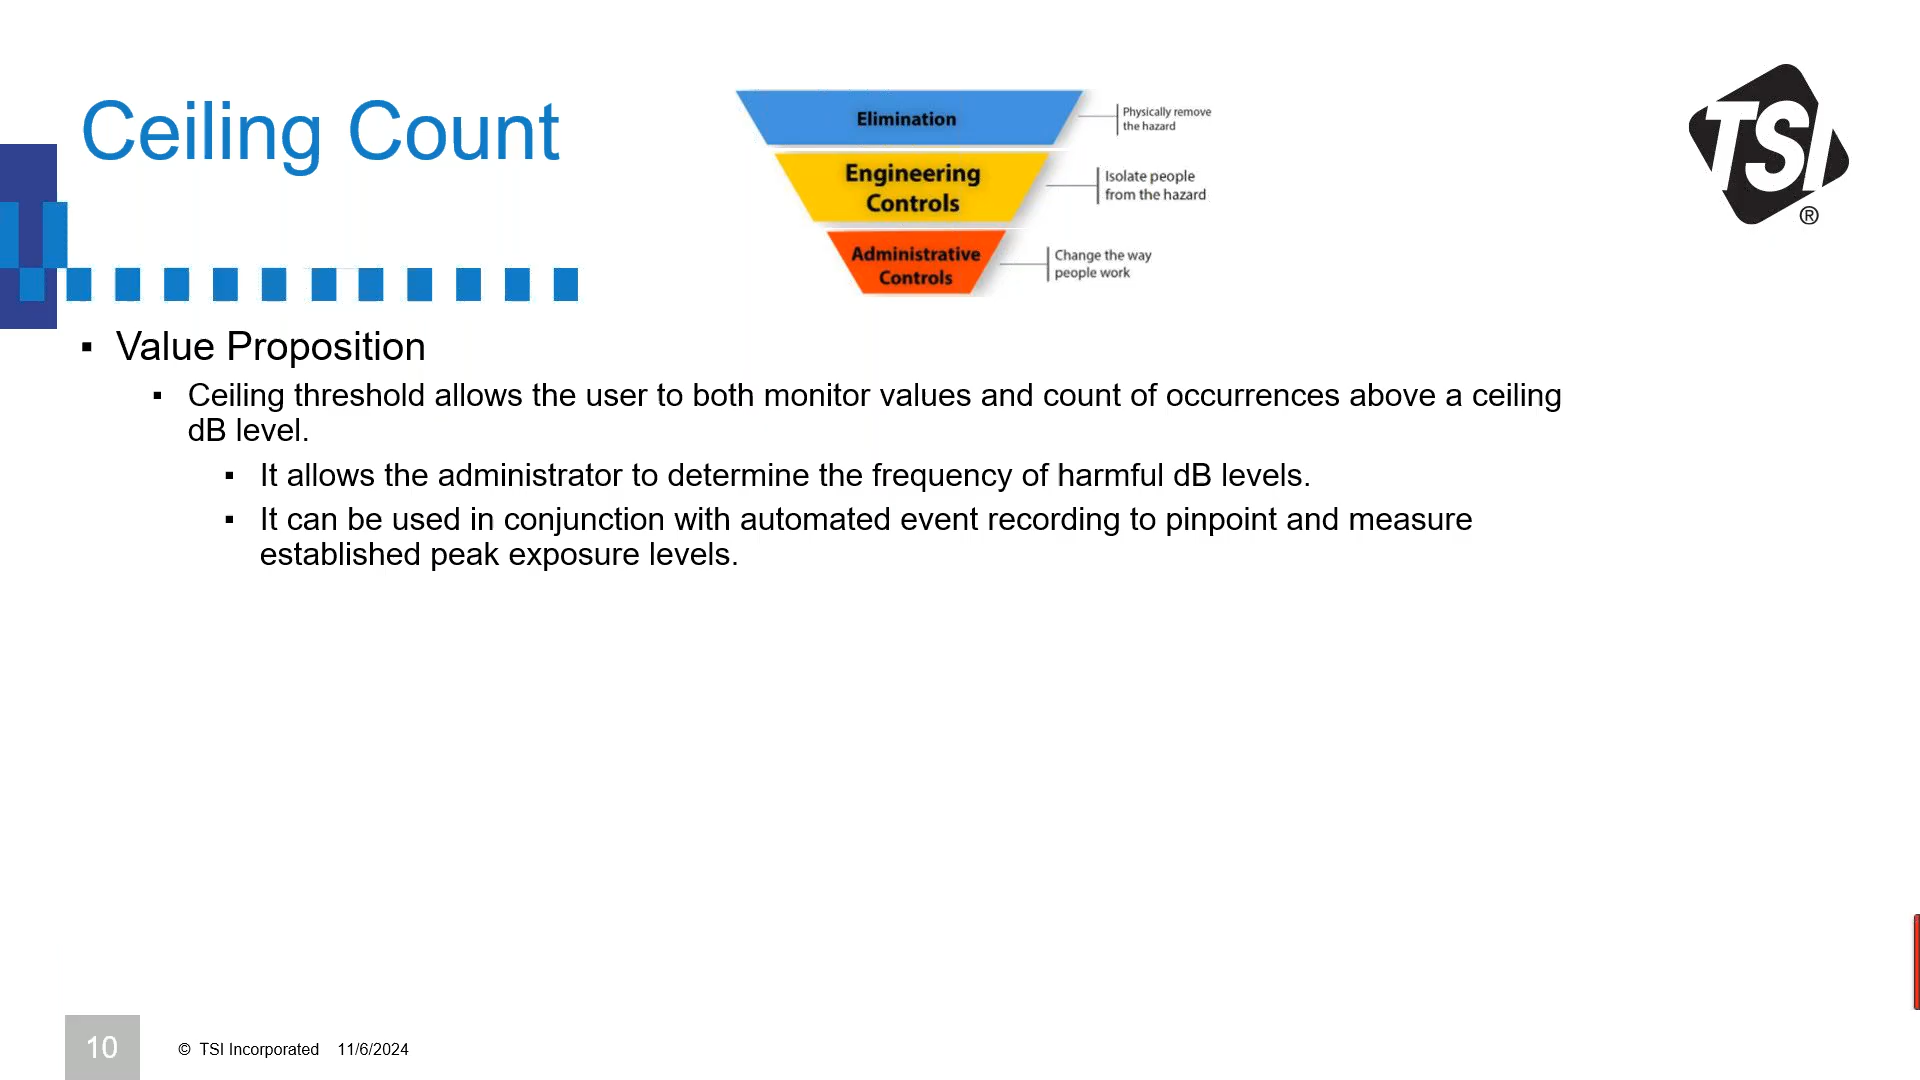 Ceiling Count
Elimination
Physically remove
the hazard
Engineering
Controls
Isolate people
from the hazard
Administrative
Controls
Change the way
people work
TSI
®
▪ Value Proposition
▪ Ceiling threshold allows the user to both monitor values and count of occurrences above a ceiling
dB level.
▪ It allows the administrator to determine the frequency of harmful dB levels.
▪ It can be used in conjunction with automated event recording to pinpoint and measure
established peak exposure levels.
10
© TSI Incorporated 11/6/2024